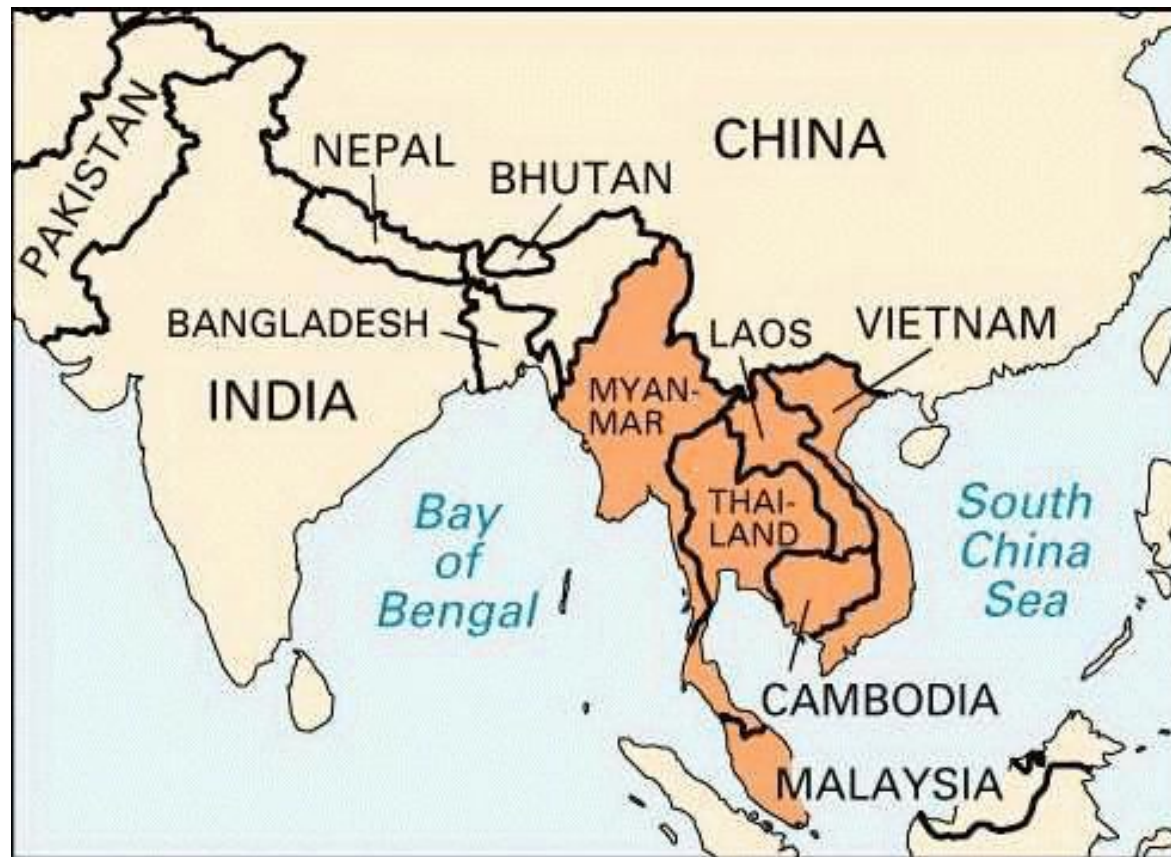 CHINA
NEPAL
BHUTAN
PAKISTAN
BANGLADESH
LAOS
VIETNAM
INDIA
MYAN-
MAR
THAI-
LAND
Bay
of
Bengal
South
China
Sea
CAMBODIA
MALAYSIA